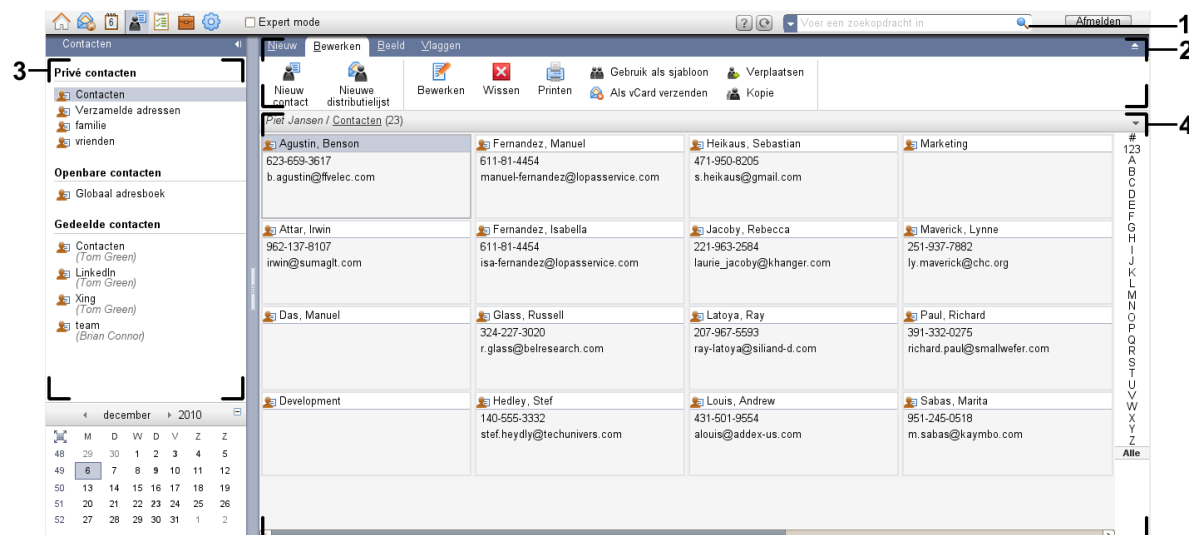 6
Expert mode
?
Voer een zoekopdracht in
Afmelden
1
Contacten
Nieuw Bewerken Beeld Vlaggen
2
3
Privé contacten
Contacten
Verzamelde adressen
familie
vrienden
Openbare contacten
Globaal adresboek
Gedeelde contacten
Contacten
(Tom Green)
LinkedIn
(Tom Green)
Xing
(Tom Green)
team
(Brian Connor)
december 2010
M D W D V Z Z
48 29 30 1 2 3 4 5
49 6 7 8 9 10 11 12
50 13 14 15 16 17 18 19
51 20 21 22 23 24 25 26
52 27 28 29 30 31 1 2
Nieuw
contact
Nieuwe
distributielijst
Bewerken
Wissen
Printen
Gebruik als sjabloon
Als vCard verzenden
Verplaatsen
Kopie
Piet Jansen / Contacten (23)
4
Agustin, Benson
623-659-3617
b.agustin@ffvelec.com
Fernandez, Manuel
611-81-4454
manuel-fernandez@lopasservice.com
Heikaus, Sebastian
471-950-8205
s.heikaus@gmail.com
Marketing
Attar, Irwin
962-137-8107
irwin@sumaglt.com
Fernandez, Isabella
611-81-4454
isa-fernandez@lopasservice.com
Jacoby, Rebecca
221-963-2584
laurie_jacoby@khanger.com
Maverick, Lynne
251-937-7882
ly.maverick@chc.org
Das, Manuel
Glass, Russell
324-227-3020
r.glass@belresearch.com
Latoya, Ray
207-967-5593
ray-latoya@siliand-d.com
Paul, Richard
391-332-0275
richard.paul@smallwefer.com
Development
Hedley, Stef
140-555-3332
stef.heydly@techunivers.com
Louis, Andrew
431-501-9554
alouis@addex-us.com
Sabas, Marita
951-245-0518
m.sabas@kaymbo.com
#
123
A
B
C
D
E
F
G
H
I
J
K
L
M
N
O
P
Q
R
S
T
U
V
W
X
Y
Z
Alle